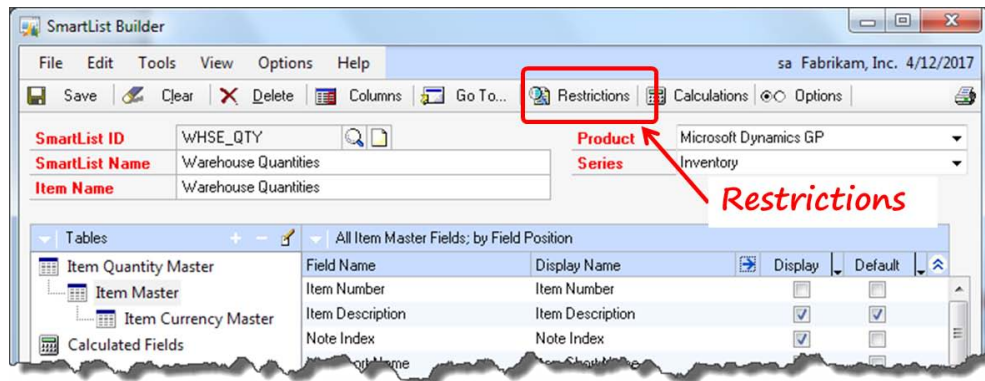 SmartList Builder
File Edit Tools View Options Help sa Fabrikam, Inc. 4/12/2017
Save Clear Delete Columns Go To... Restrictions Calculations Options
SmartList ID WHSE_QTY Product Microsoft Dynamics GP
SmartList Name Warehouse Quantities Series Inventory
Item Name Warehouse Quantities
Restrictions
Tables All Item Master Fields; by Field Position
Item Quantity Master Field Name Display Name Display Default
Item Master Item Number Item Number
Item Currency Master Item Description Item Description
Calculated Fields Note Index Note Index